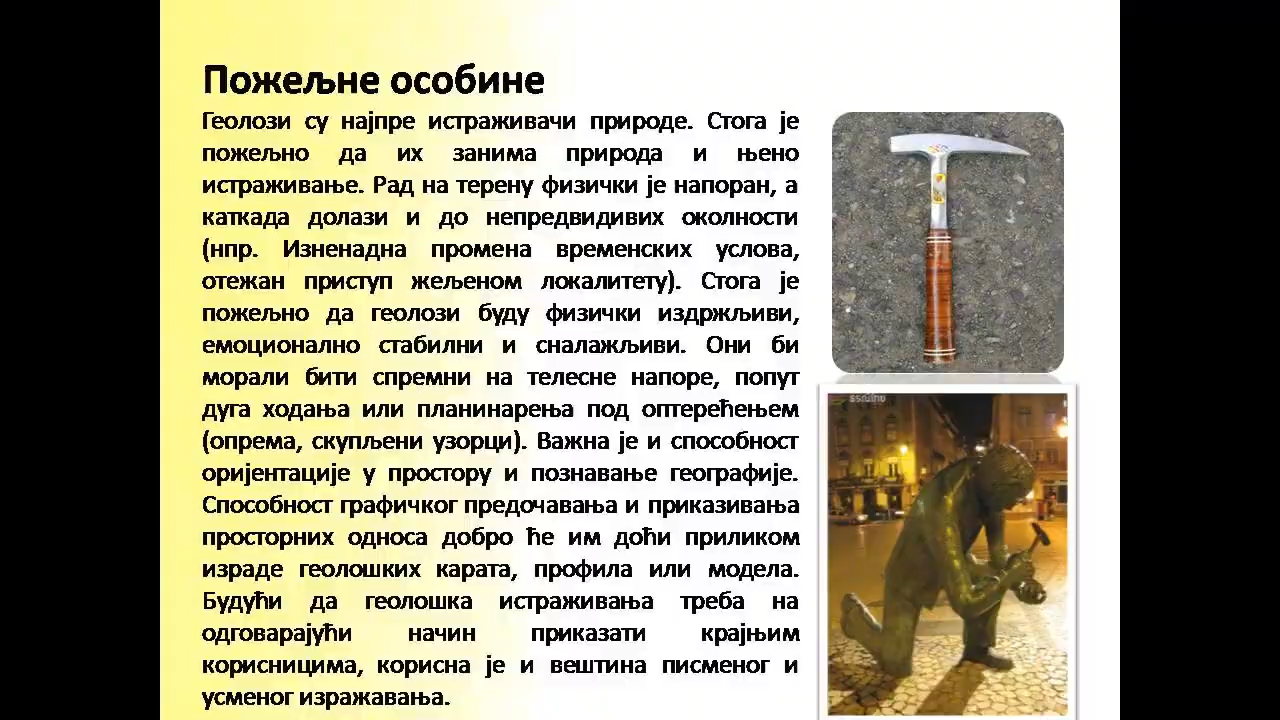 Пожељне особине
Геолози су најпре истраживачи природе. Стога је
пожељно да их занима природа и њено
истраживање. Рад на терену физички је напоран, а
каткада долази и до непредвидивих околности
(нпр. Изненадна промена временских услова,
отежан приступ жељеном локалитету). Стога је
пожељно да геолози буду физички издржљиви,
емоционално стабилни и сналажљиви. Они би
морали бити спремни на телесне напоре, попут
дуга ходања или планинарења под оптерећењем
(опрема, скупљени узорци). Важна је и способност
оријентације у простору и познавање географије.
Способност графичког предочавања и приказивања
просторних односа добро ће им доћи приликом
израде геолошких карата, профила или модела.
Будући да геолошка истраживања треба на
одговарајући начин приказати крајњим
корисницима, корисна је и вештина писменог и
усменог изражавања.